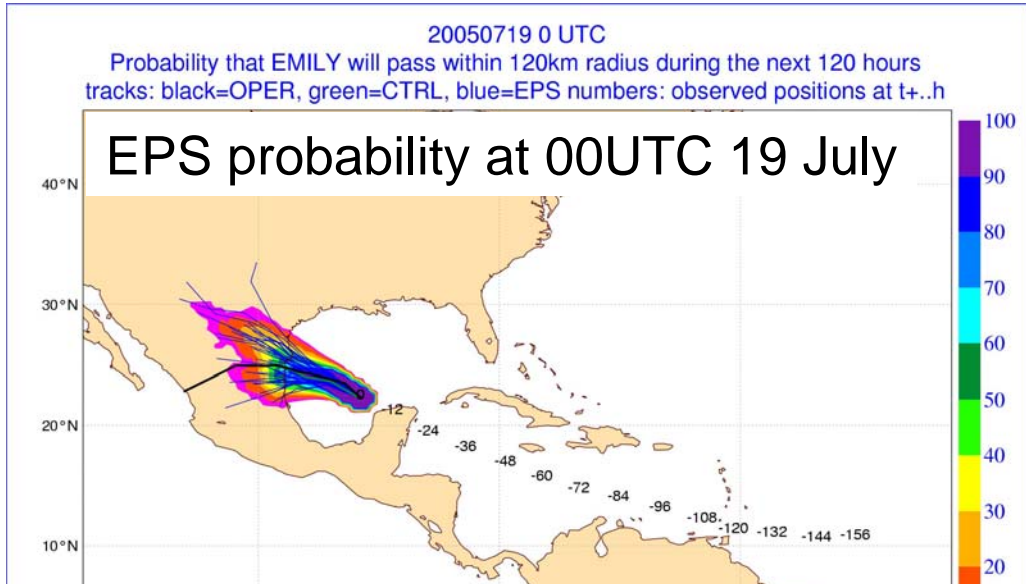 20050719 0 UTC
Probability that EMILY will pass within 120km radius during the next 120 hours
tracks: black=OPER, green=CTRL, blue=EPS numbers: observed positions at t+..h
EPS probability at 00UTC 19 July
100
90
80
70
60
50
40
30
20
40°N
30°N
20°N
10°N
-12
-24
-36
-48
-60
-72
-84
-96
-108
-120
-132
-144
-156